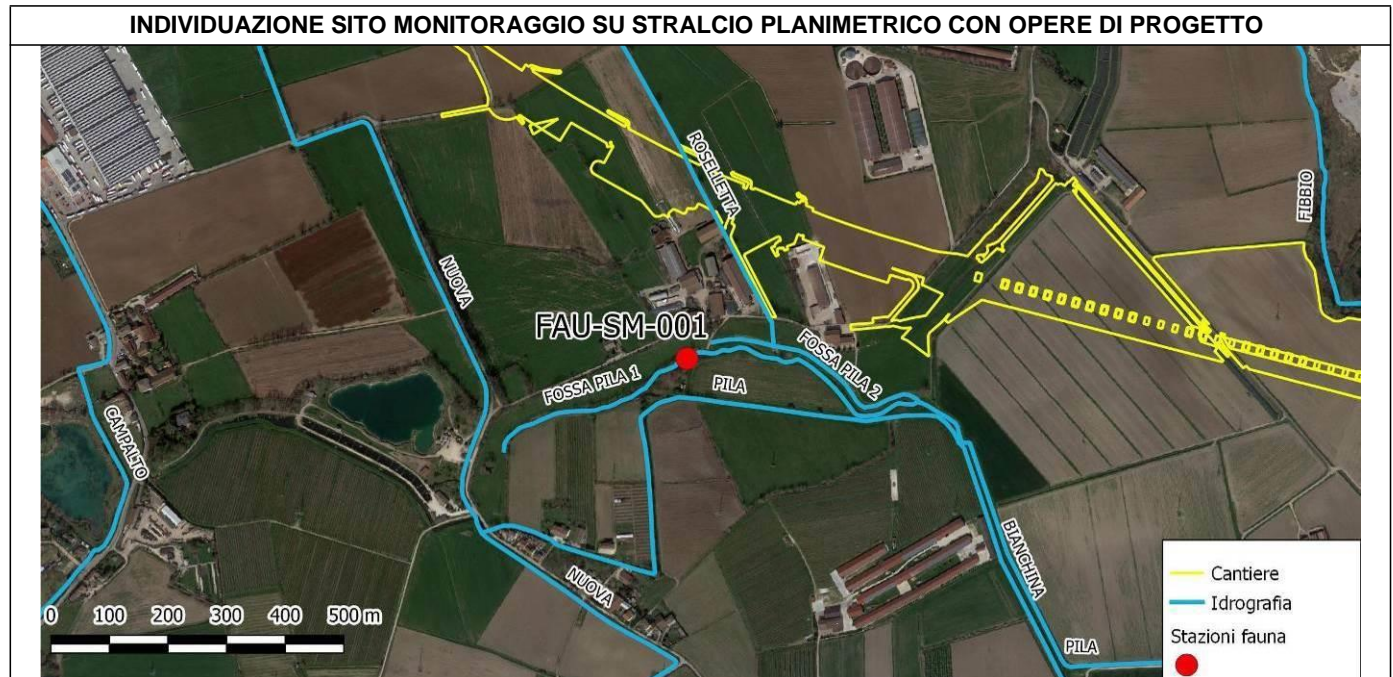 INDIVIDUAZIONE SITO MONITORAGGIO SU STRALCIO PLANIMETRICO CON OPERE DI PROGETTO
ROSELLETTA
FIBBIO
NUOVA
FAU-SM-001
FOSSA PILA 1
PILA
FOSSA PILA 2
CAMPALTO
NUOVA
BIANCHINA
PILA
0 100 200 300 400 500 m
Cantiere
Idrografia
Stazioni fauna